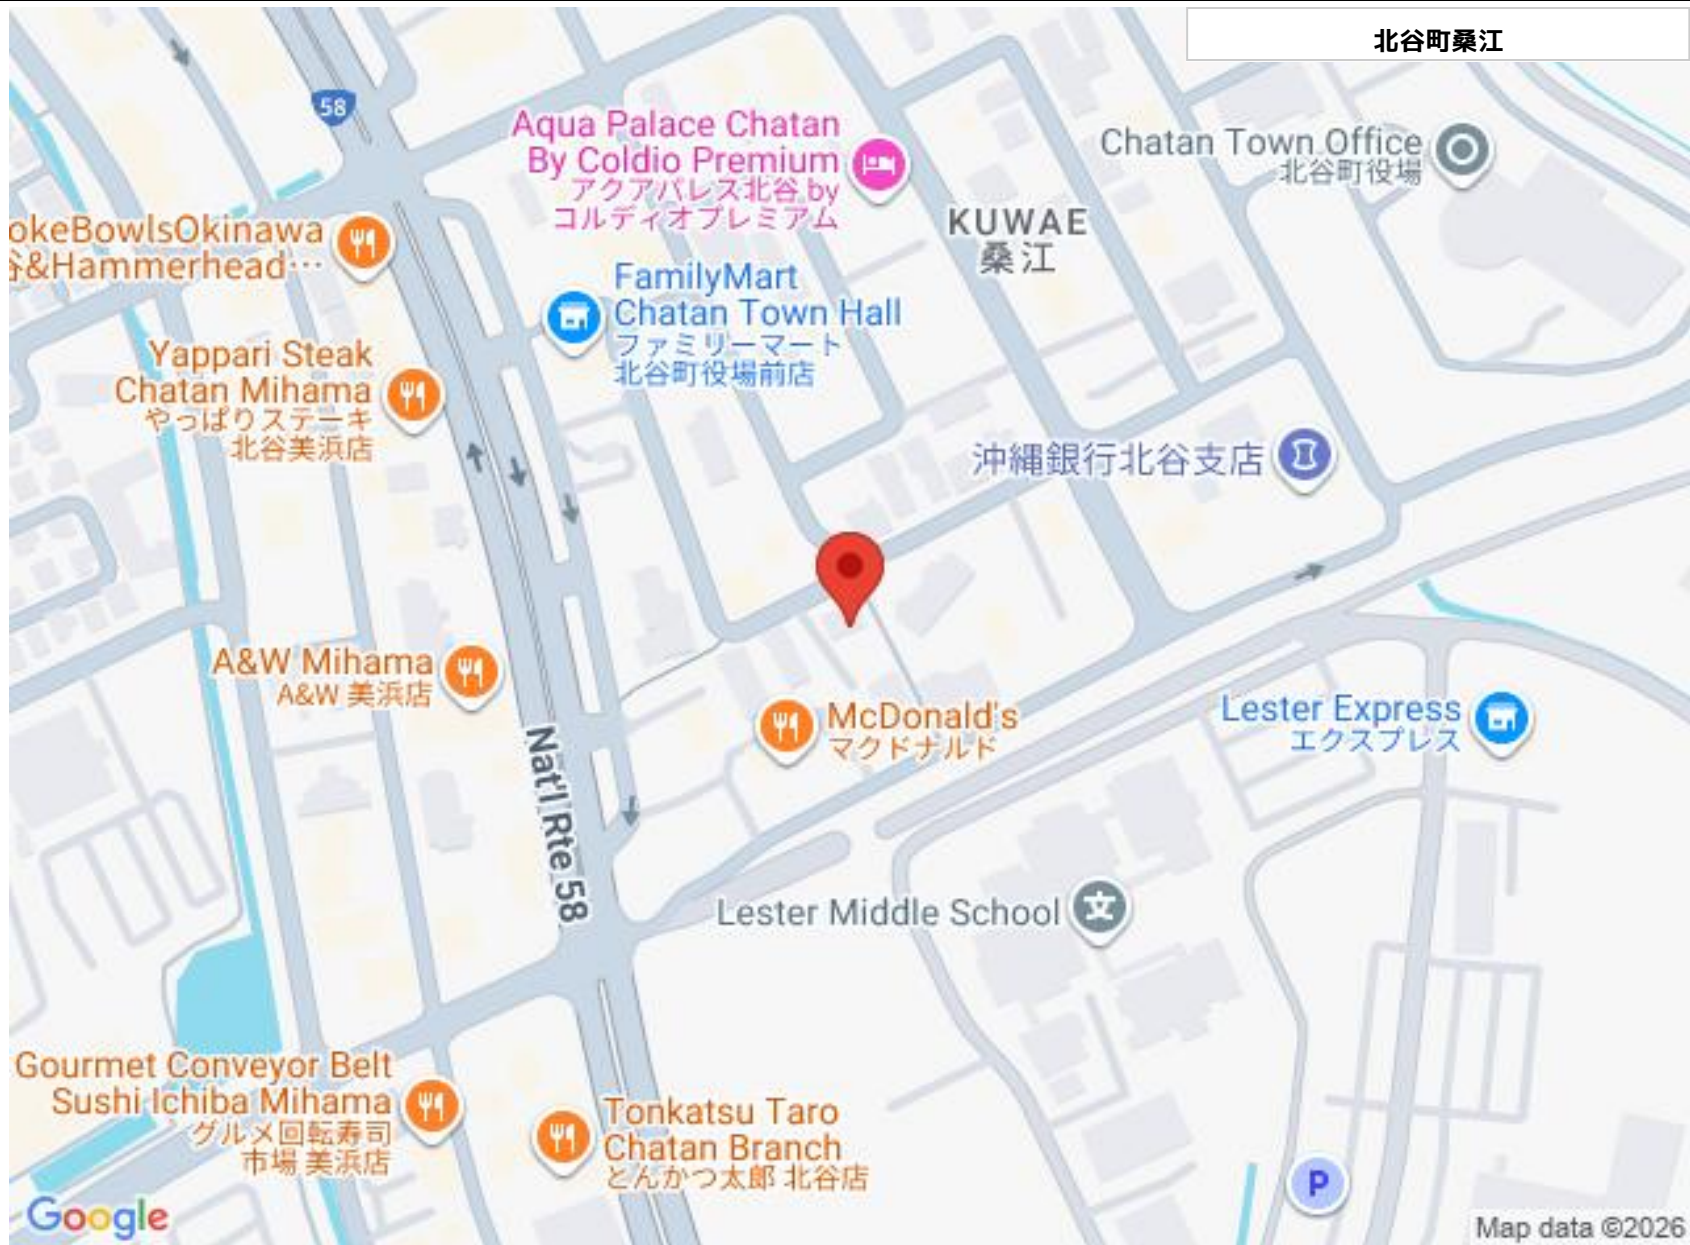 北谷町桑江
58
Aqua Palace Chatan
By Coldio Premium
アクアパレス北谷 by
コルディオプレミアム
Chatan Town Office
北谷町役場
KUWAE
桑江
okeBowlsOkinawa
谷&Hammerhead…
FamilyMart
Chatan Town Hall
ファミリーマート
北谷町役場前店
Yappari Steak
Chatan Mihama
やっぱりステーキ
北谷美浜店
沖縄銀行北谷支店
A&W Mihama
A&W 美浜店
McDonald's
マクドナルド
Lester Express
エクスプレス
Nat'l Rte 58
Lester Middle School
文
Gourmet Conveyor Belt
Sushi Ichiba Mihama
グルメ回転寿司
市場 美浜店
Tonkatsu Taro
Chatan Branch
とんかつ太郎 北谷店
P
Google
Map data ©2026